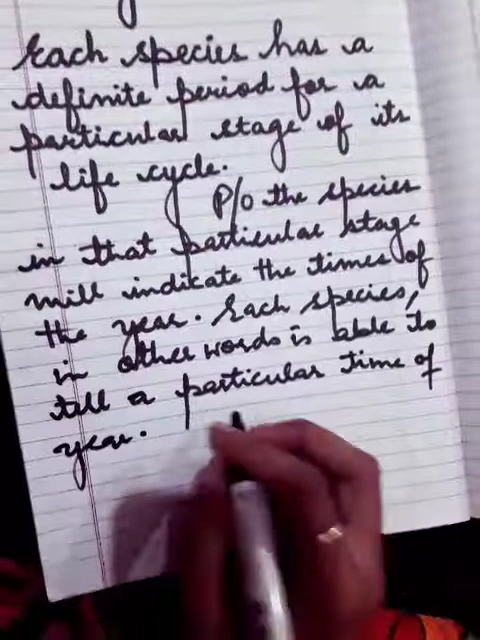 Each species has a
definite period for a
particular stage of its
life cycle.
P/o the species
in that particular stage
will indicate the times of
the year. Each species,
in other words is able to
tell a particular time of
year.